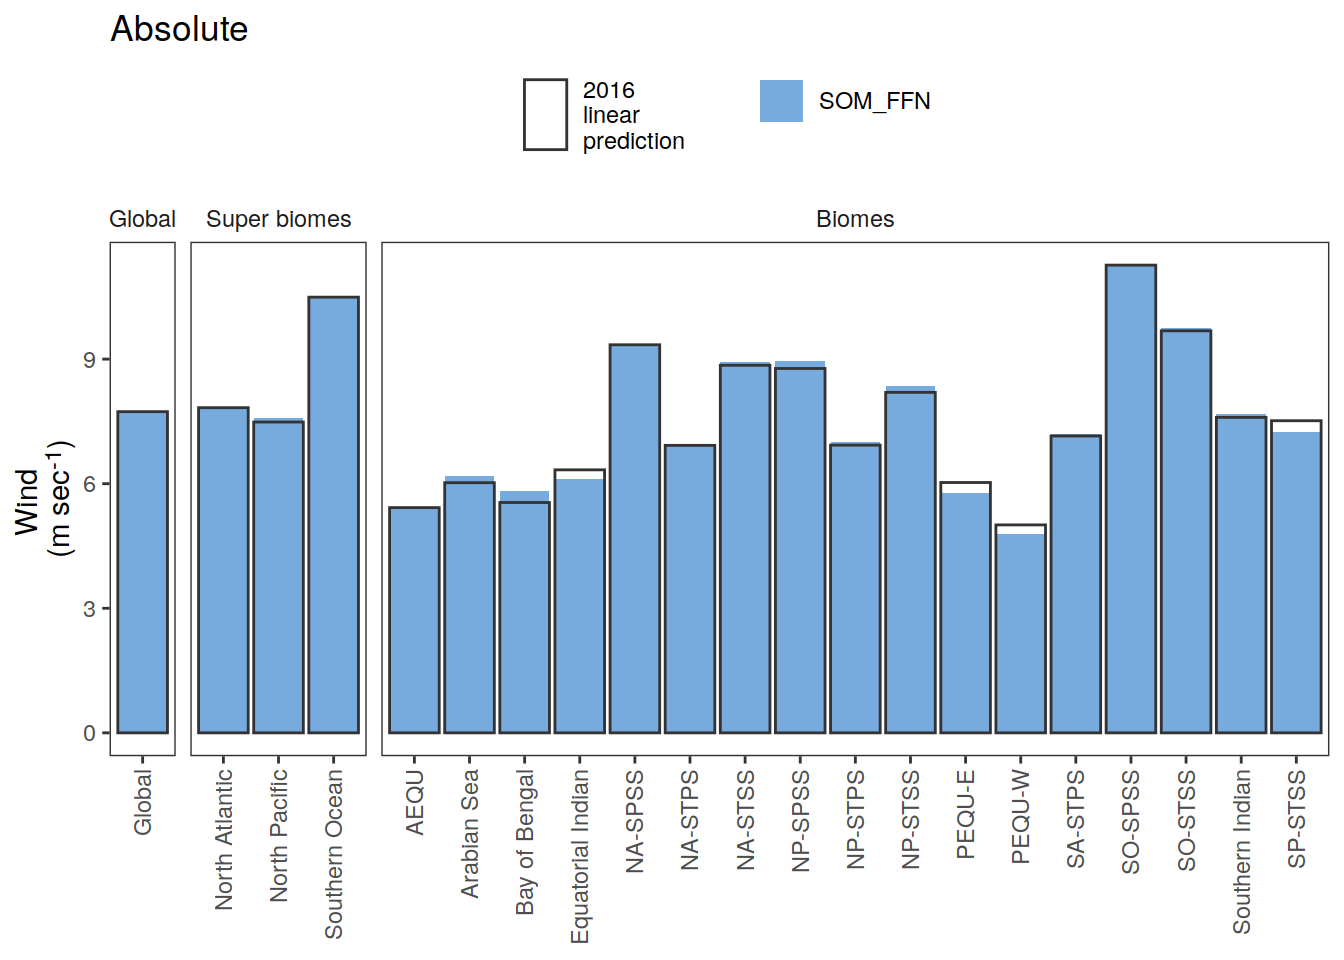 Absolute
2016
linear
prediction
SOM_FFN
Global
Super biomes
Biomes
Wind
(m sec-1)
9
6
3
0
Global
North Atlantic
North Pacific
Southern Ocean
AEQU
Arabian Sea
Bay of Bengal
Equatorial Indian
NA-SPSS
NA-STPS
NA-STSS
NP-SPSS
NP-STPS
NP-STSS
PEQU-E
PEQU-W
SA-STPS
SO-SPSS
SO-STSS
Southern Indian
SP-STSS